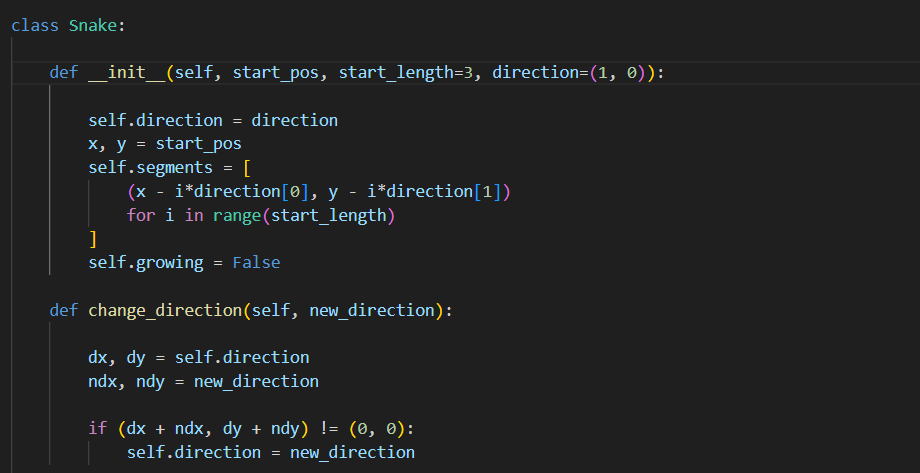 class Snake:
    def __init__(self, start_pos, start_length=3, direction=(1, 0)):
        self.direction = direction
        x, y = start_pos
        self.segments = [
            (x - i*direction[0], y - i*direction[1])
            for i in range(start_length)
        ]
        self.growing = False
    def change_direction(self, new_direction):
        dx, dy = self.direction
        ndx, ndy = new_direction
        if (dx + ndx, dy + ndy) != (0, 0):
            self.direction = new_direction